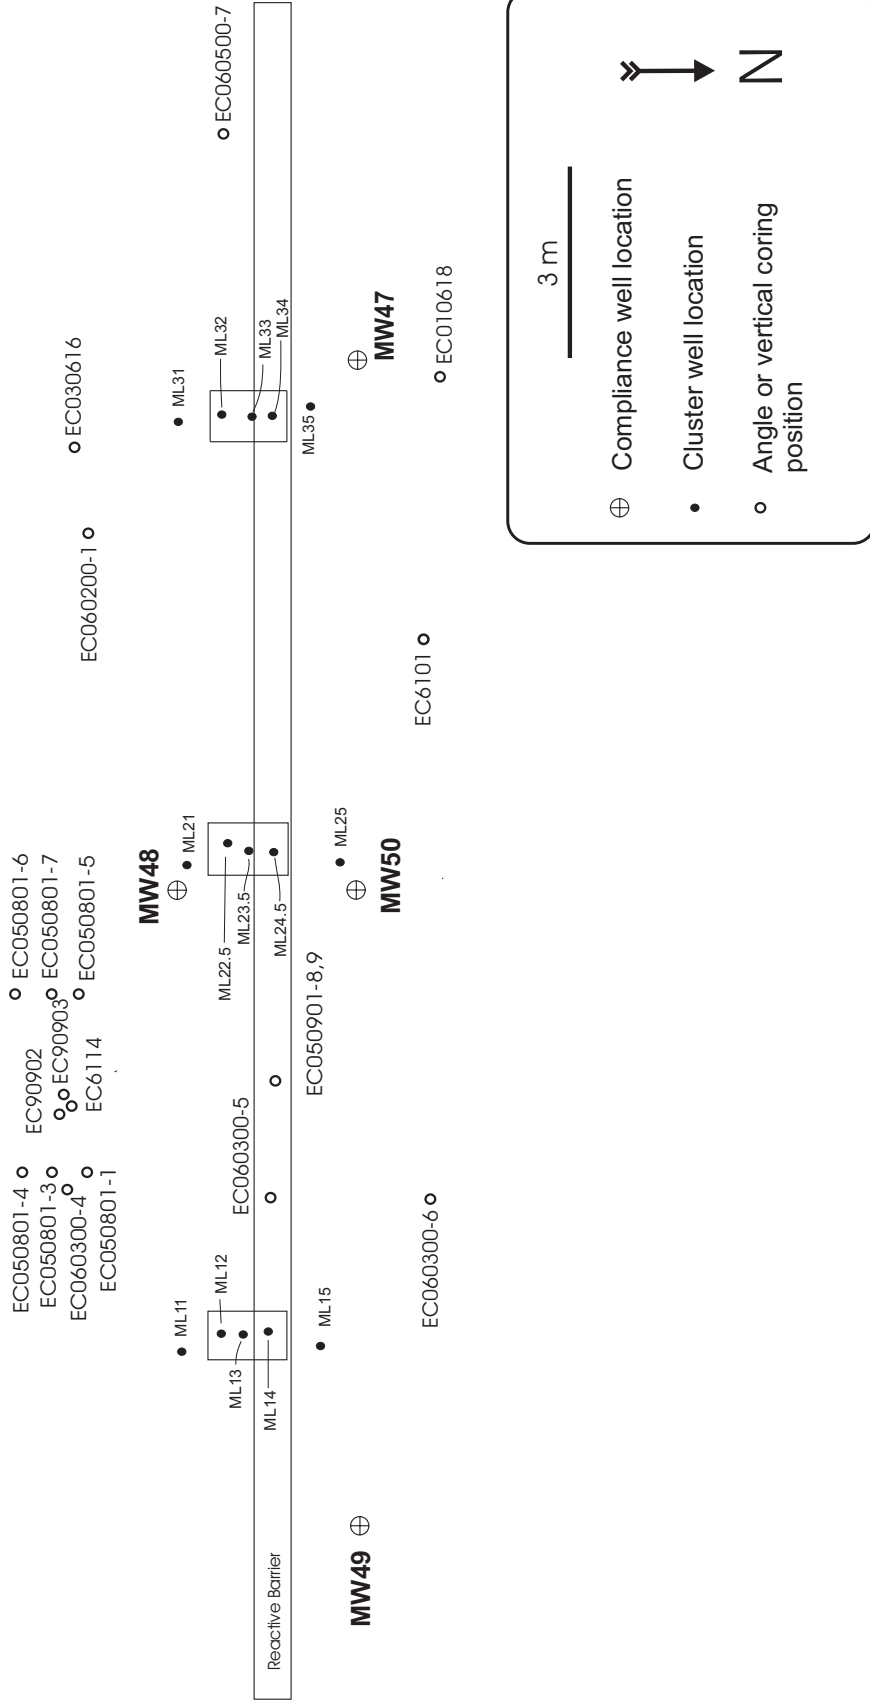 EC050801-4
EC050801-3
EC060300-4
EC050801-1
EC90902
EC90903
EC6114
EC050801-6
EC050801-7
EC050801-5
EC060200-1
EC030616
EC060500-7
MW48
ML11
ML12
ML13
ML14
ML15
EC060300-5
EC050901-8,9
ML21
ML22.5
ML23.5
ML24.5
ML25
ML31
ML32
ML33
ML34
ML35
Reactive Barrier
MW49
MW50
MW47
EC060300-6
EC6101
EC010618
3 m
Compliance well location
Cluster well location
Angle or vertical coring
position
N